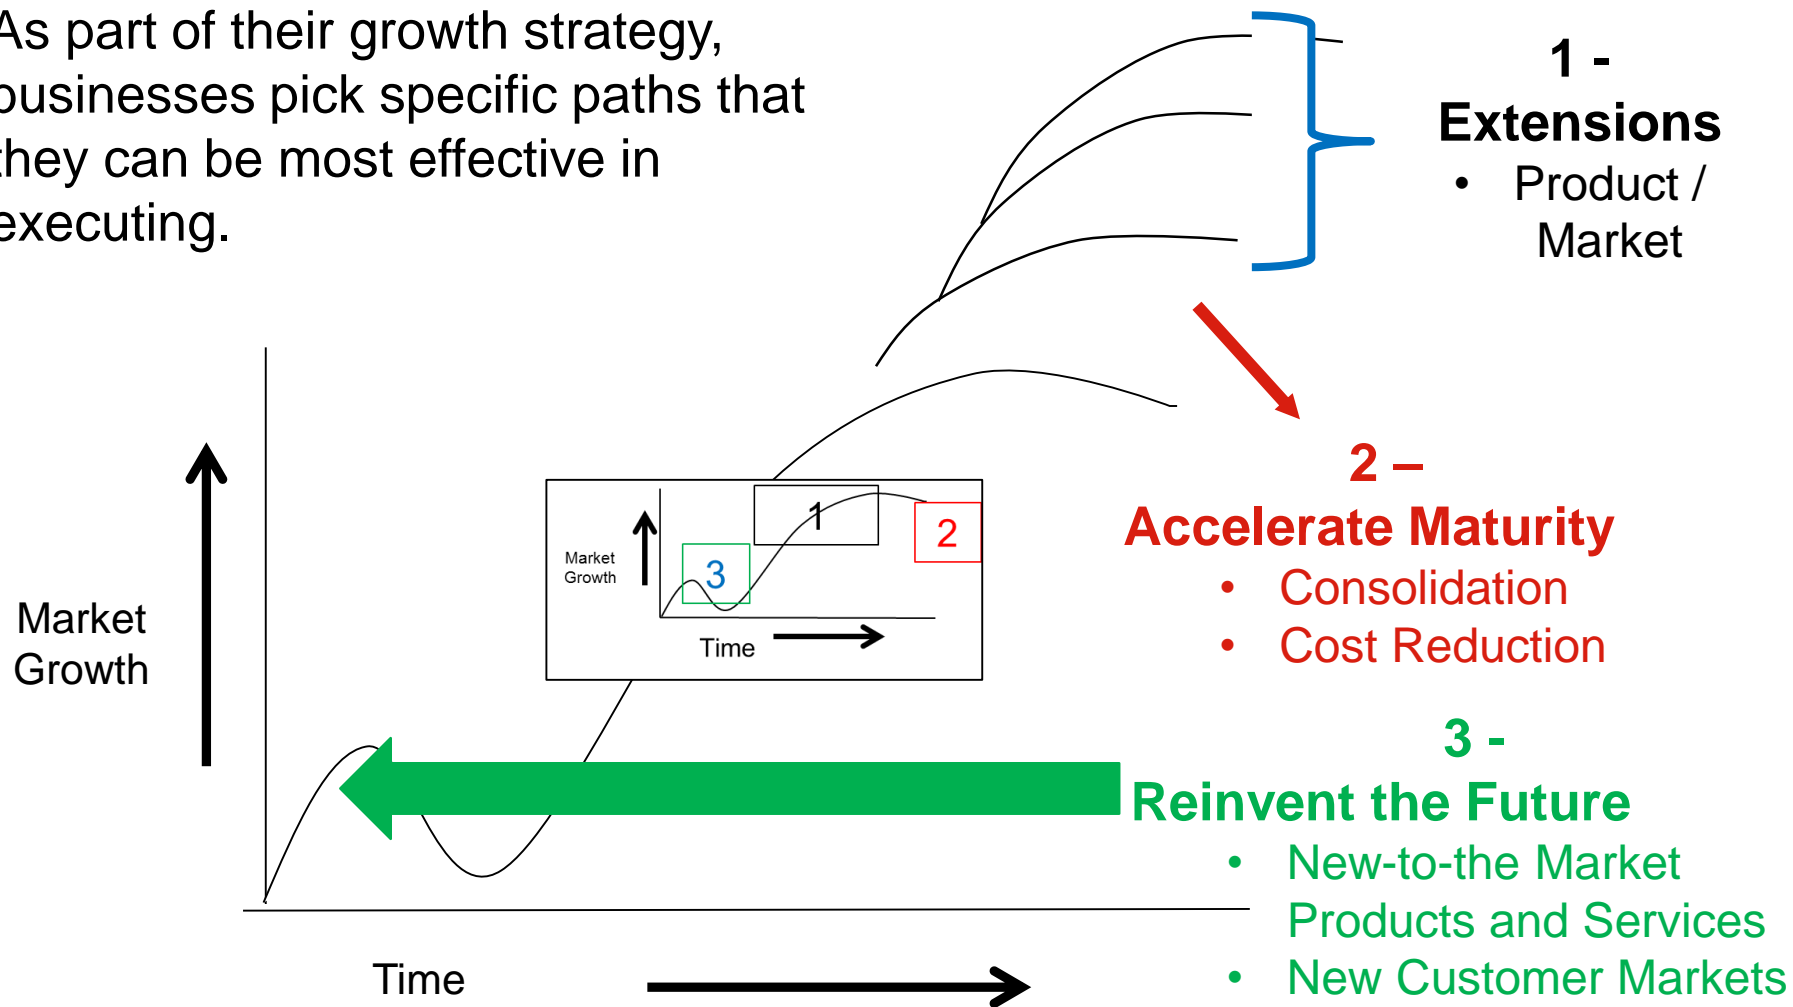 As part of their growth strategy,
businesses pick specific paths that
they can be most effective in
executing.
1 -
Extensions
• Product /
Market
2 –
Accelerate Maturity
• Consolidation
• Cost Reduction
3 -
Reinvent the Future
• New-to-the Market
Products and Services
• New Customer Markets
Market
Growth
Time
Market
Growth
Time
1
2
3